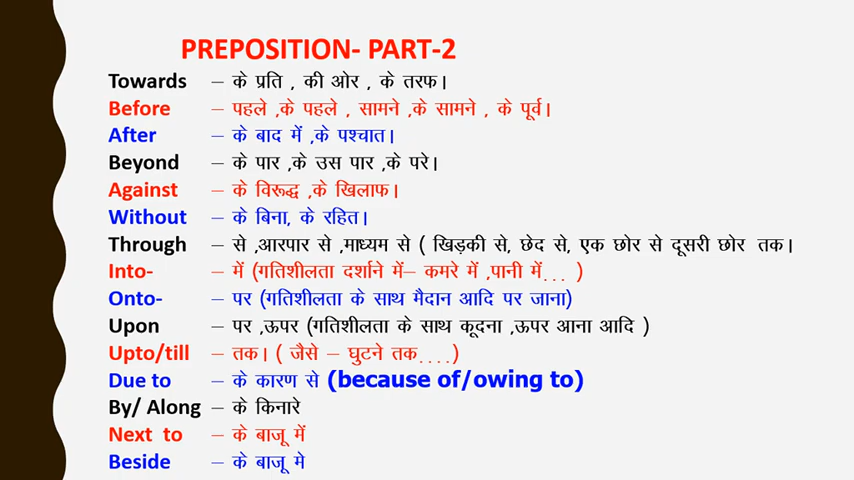 PREPOSITION- PART-2
Towards – के प्रति , की ओर , के तरफ।
Before – पहले ,के पहले , सामने ,के सामने , के पूर्व।
After – के बाद में ,के पश्चात।
Beyond – के पार ,के उस पार ,के परे।
Against – के विरूद्ध ,के खिलाफ।
Without – के बिना, के रहित।
Through – से ,आरपार से ,माध्यम से ( खिड़की से, छेद से, एक छोर से दूसरी छोर तक।
Into- – में (गतिशीलता दर्शाने में– कमरे में ,पानी में... )
Onto- – पर (गतिशीलता के साथ मैदान आदि पर जाना)
Upon – पर ,ऊपर (गतिशीलता के साथ कूदना ,ऊपर आना आदि )
Upto/till – तक। ( जैसे – घुटने तक....)
Due to – के कारण से (because of/owing to)
By/ Along – के किनारे
Next to – के बाजू में
Beside – के बाजू मे